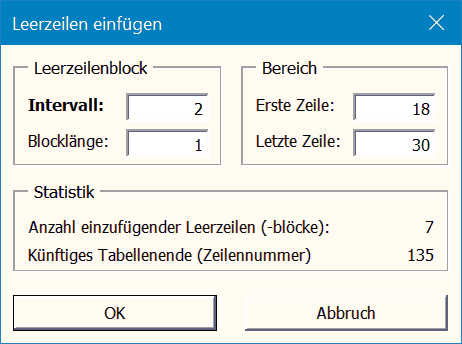 Leerzeilen einfügen
Leerzeilenblock
Intervall: 2
Blocklänge: 1
Bereich
Erste Zeile: 18
Letzte Zeile: 30
Statistik
Anzahl einzufügender Leerzeilen (-blöcke): 7
Künftiges Tabellenende (Zeilennummer) 135
OK Abbruch